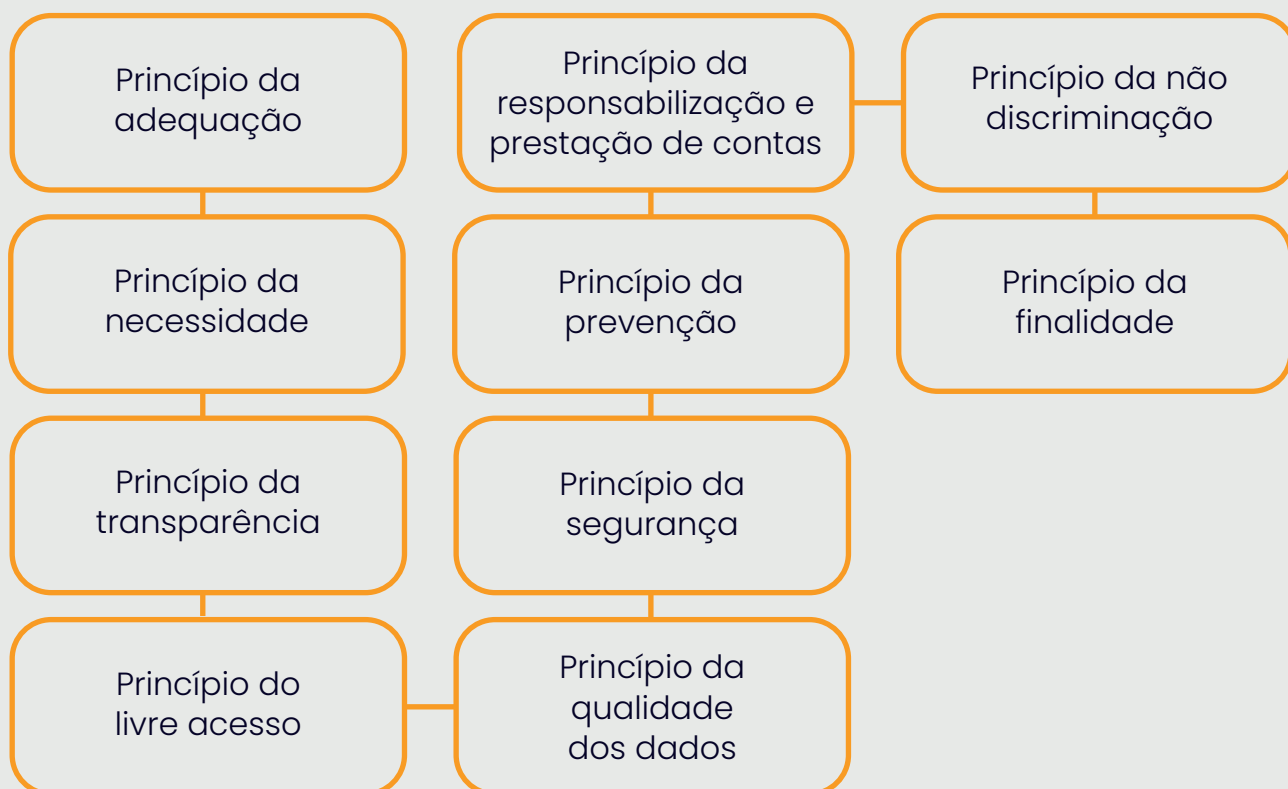 Princípio da
adequação
Princípio da
necessidade
Princípio da
transparência
Princípio do
livre acesso
Princípio da
qualidade
dos dados
Princípio da
segurança
Princípio da
prevenção
Princípio da
responsabilização e
prestação de contas
Princípio da não
discriminação
Princípio da
finalidade